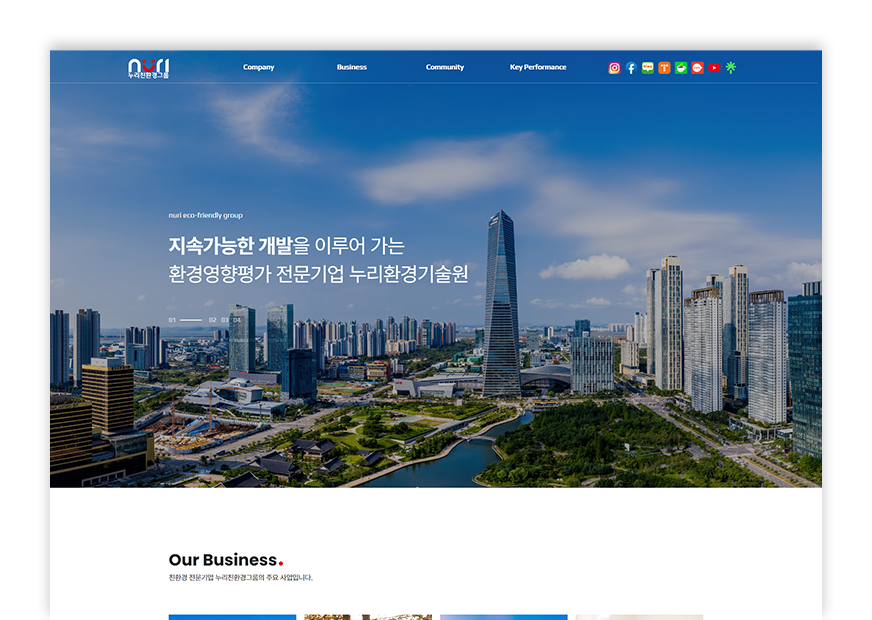 nuri
누리친환경그룹
Company
Business
Community
Key Performance
nuri eco-friendly group
지속가능한 개발을 이루어 가는
환경영향평가 전문기업 누리환경기술원
01 02 03 04
Our Business.
친환경 전문기업 누리친환경그룹의 주요 사업입니다.